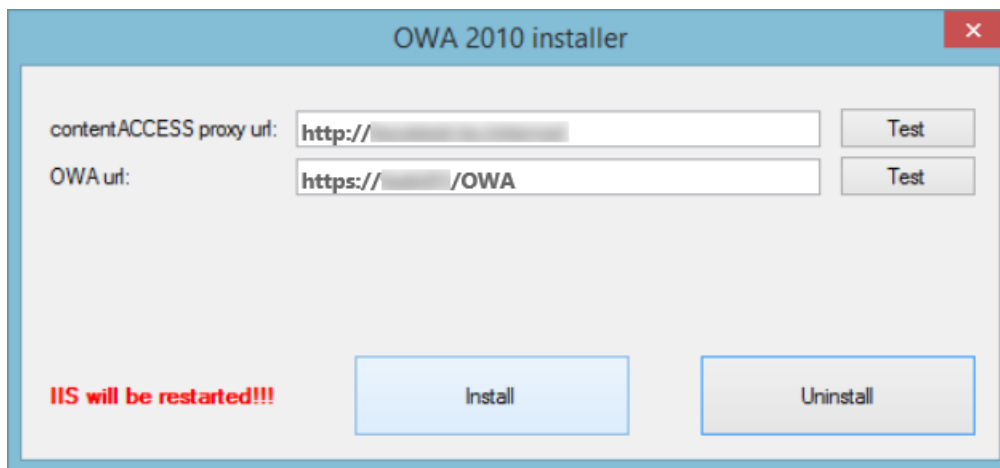 OWA 2010 installer
contentACCESS proxy url: http:// Test
OWA url: https:// /OWA Test
IIS will be restarted!!! Install Uninstall